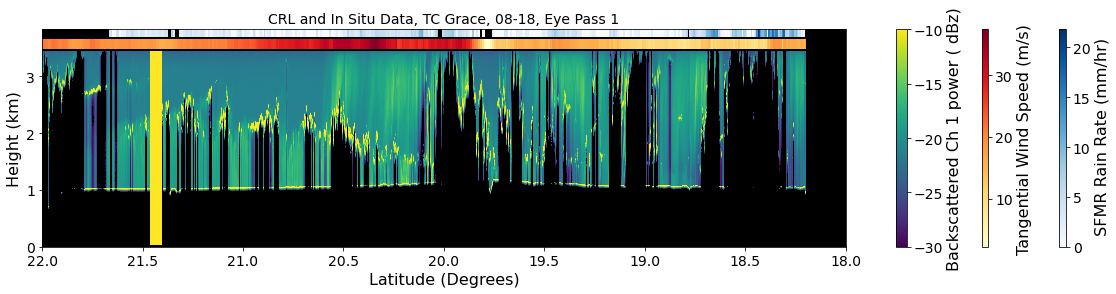 CRL and In Situ Data, TC Grace, 08-18, Eye Pass 1
Height (km)
3
2
1
0
22.0 21.5 21.0 20.5 20.0 19.5 19.0 18.5 18.0
Latitude (Degrees)
−10
−15
−20
−25
−30
Backscattered Ch 1 power ( dBz)
30
20
10
Tangential Wind Speed (m/s)
20
15
10
5
0
SFMR Rain Rate (mm/hr)